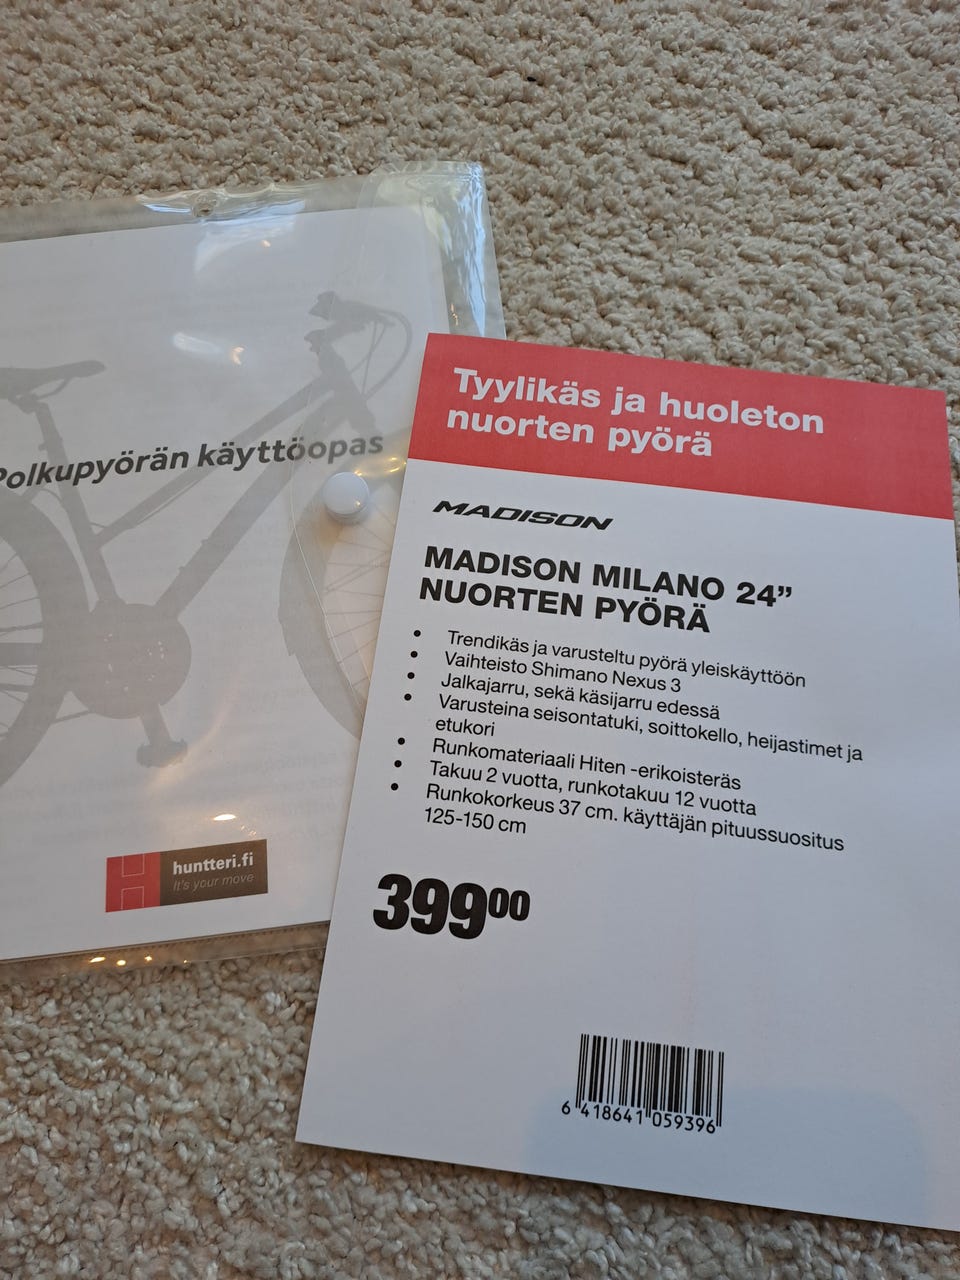 Polkupyörän käyttöopas
huntteri.fi
It's your move
Tyylikäs ja huoleton
nuorten pyörä
MADISON
MADISON MILANO 24”
NUORTEN PYÖRÄ
• Trendikäs ja varusteltu pyörä yleiskäyttöön
• Vaihteisto Shimano Nexus 3
• Jalkajarru, sekä käsijarru edessä
• Varusteina seisontatuki, soittokello, heijastimet ja
etukori
• Runkomateriaali Hiten -erikoisteräs
• Takuu 2 vuotta, runkotakuu 12 vuotta
• Runkokorkeus 37 cm. käyttäjän pituussuositus
125-150 cm
39900
6 418641 059396